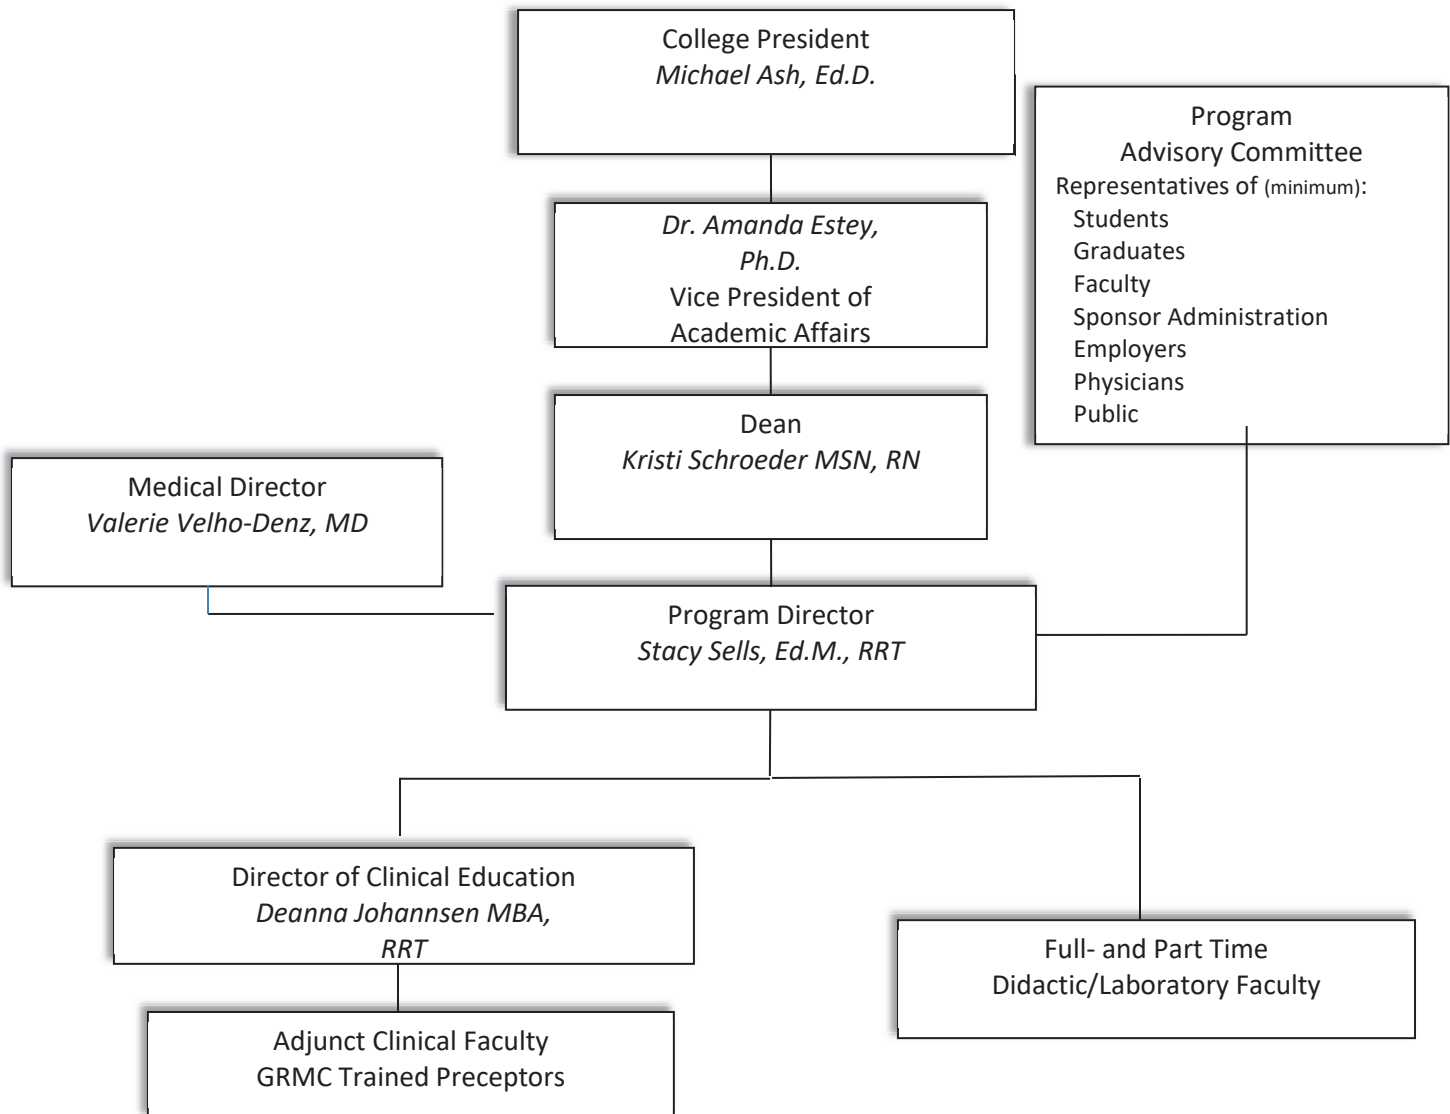 College President
Michael Ash, Ed.D.
Program
Advisory Committee
Representatives of (minimum):
Students
Graduates
Faculty
Sponsor Administration
Employers
Physicians
Public
Dr. Amanda Estey,
Ph.D.
Vice President of
Academic Affairs
Dean
Kristi Schroeder MSN, RN
Medical Director
Valerie Velho-Denz, MD
Program Director
Stacy Sells, Ed.M., RRT
Director of Clinical Education
Deanna Johannsen MBA,
RRT
Full- and Part Time
Didactic/Laboratory Faculty
Adjunct Clinical Faculty
GRMC Trained Preceptors